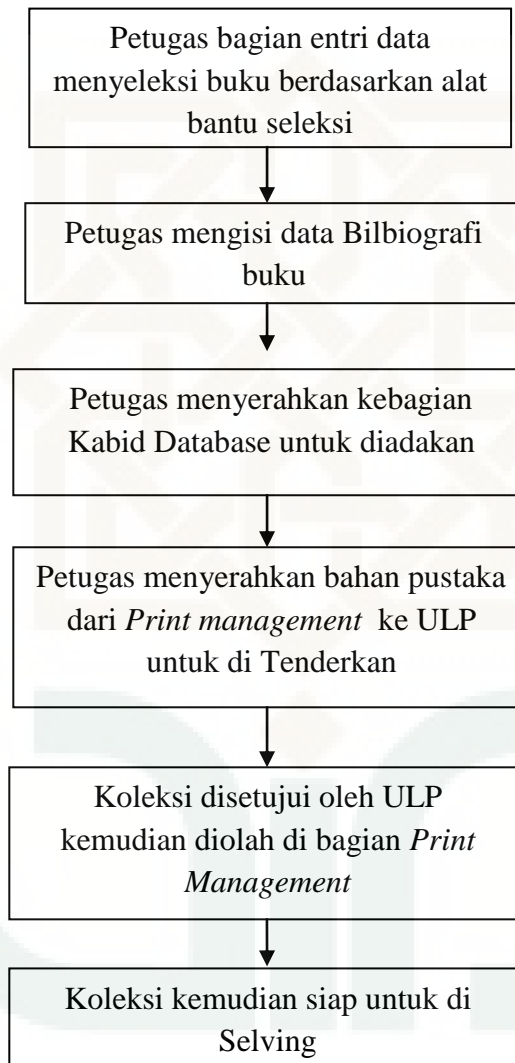 Petugas bagian entri data
menyeleksi buku berdasarkan alat
bantu seleksi
Petugas mengisi data Bilbiografi
buku
Petugas menyerahkan kebagian
Kabid Database untuk diadakan
Petugas menyerahkan bahan pustaka
dari Print management ke ULP
untuk di Tenderkan
Koleksi disetujui oleh ULP
kemudian diolah di bagian Print
Management
Koleksi kemudian siap untuk di
Selving